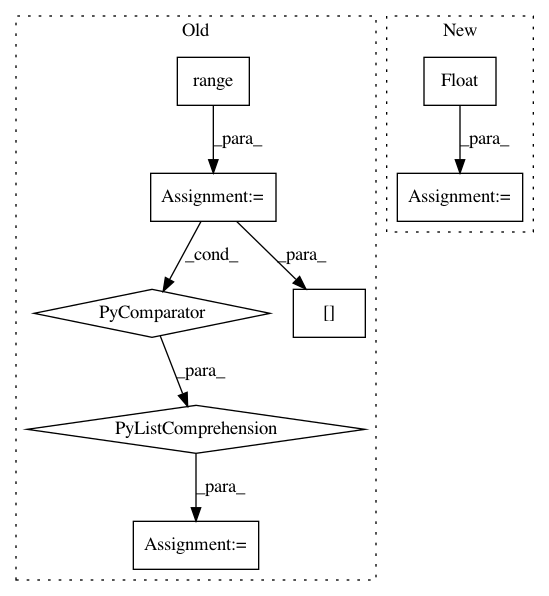 Old
New
range
Float
_para_
_para_
Assignment:=
Assignment:=
_cond_
_para_
PyComparator
[]
_para_
PyListComprehension
_para_
Assignment:=